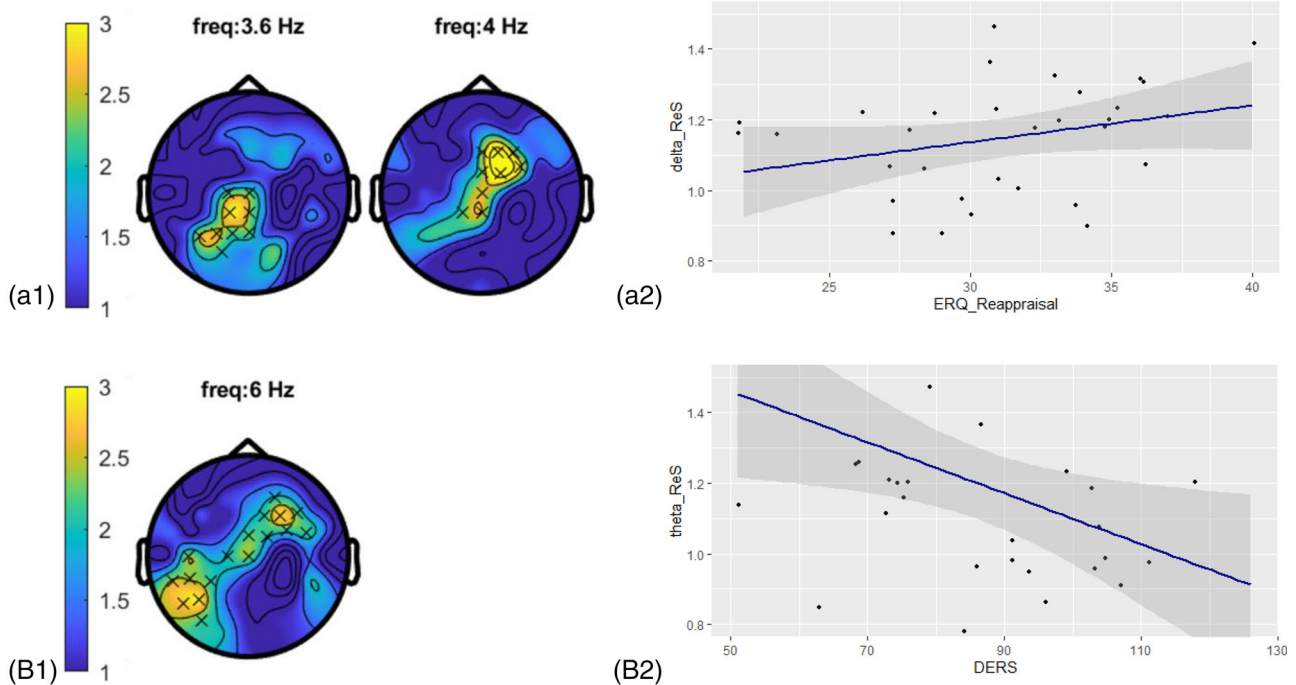 freq:3.6 Hz
freq:4 Hz
3
2.5
2
1.5
1
(a1)
1.4
1.2
1.0
0.8
delta_ReS
25
30
35
40
ERQ_Reappraisal
(a2)
freq:6 Hz
3
2.5
2
1.5
1
(B1)
1.4
1.2
1.0
0.8
theta_ReS
50
70
90
110
130
DERS
(B2)